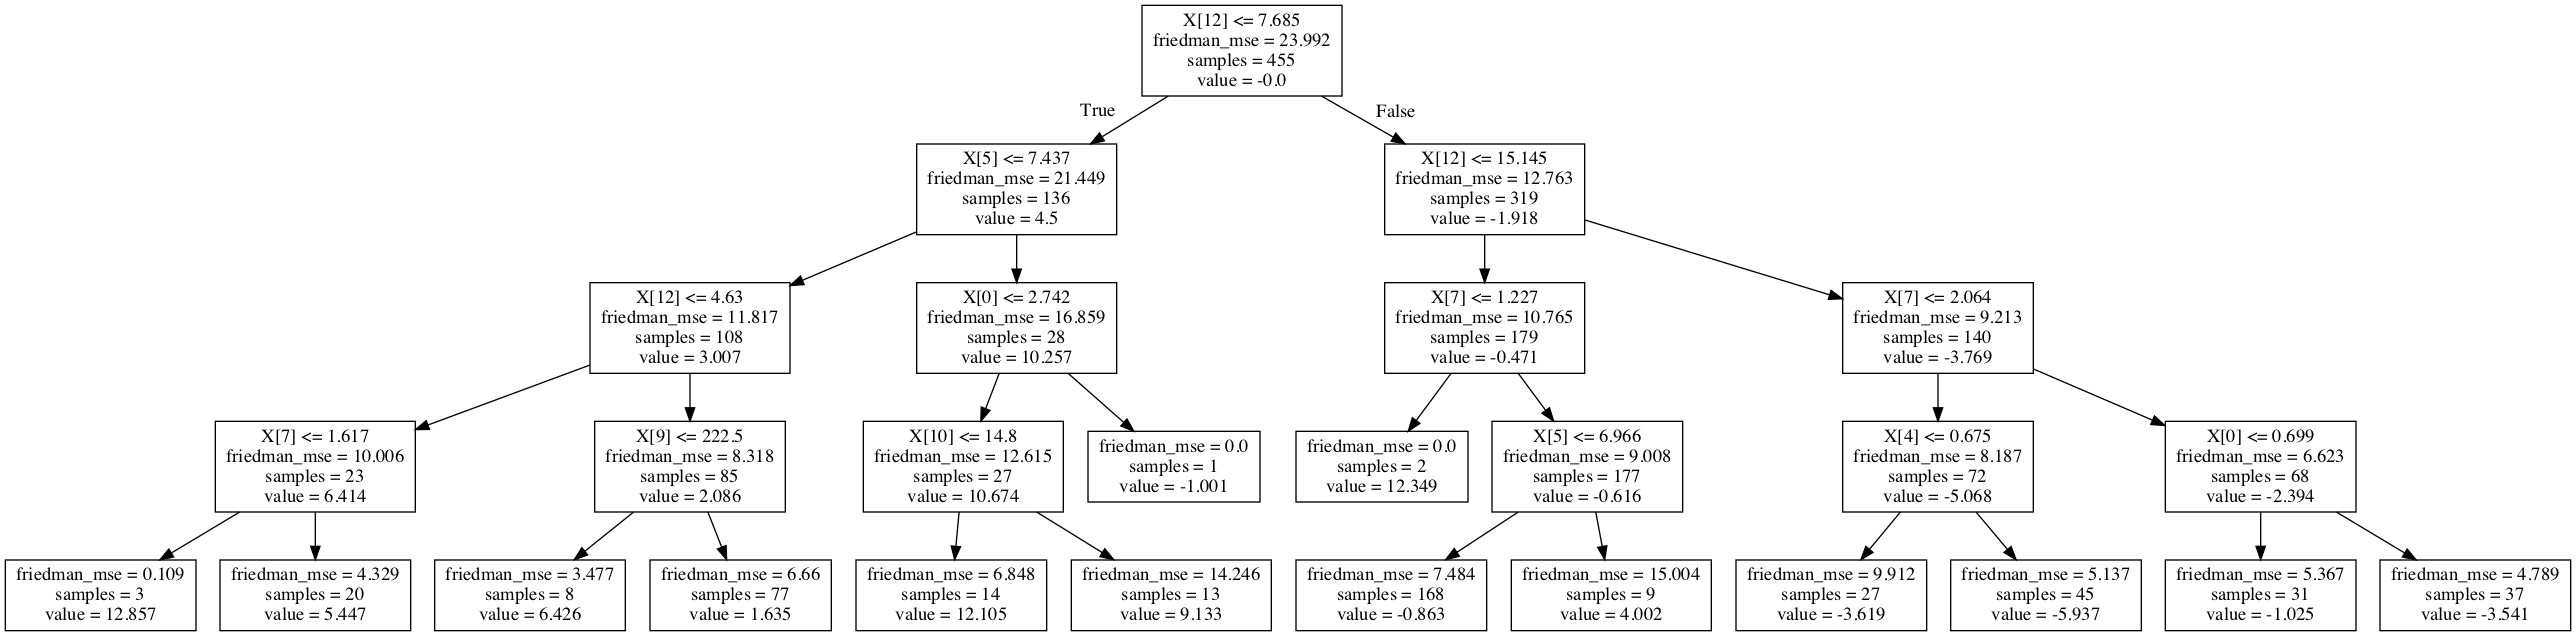 X[12] <= 7.685
friedman_mse = 23.992
samples = 455
value = -0.0
True
False
X[5] <= 7.437
friedman_mse = 21.449
samples = 136
value = 4.5
X[12] <= 15.145
friedman_mse = 12.763
samples = 319
value = -1.918
X[12] <= 4.63
friedman_mse = 11.817
samples = 108
value = 3.007
X[0] <= 2.742
friedman_mse = 16.859
samples = 28
value = 10.257
X[7] <= 1.227
friedman_mse = 10.765
samples = 179
value = -0.471
X[7] <= 2.064
friedman_mse = 9.213
samples = 140
value = -3.769
X[7] <= 1.617
friedman_mse = 10.006
samples = 23
value = 6.414
X[9] <= 222.5
friedman_mse = 8.318
samples = 85
value = 2.086
X[10] <= 14.8
friedman_mse = 12.615
samples = 27
value = 10.674
friedman_mse = 0.0
samples = 1
value = -1.001
friedman_mse = 0.0
samples = 2
value = 12.349
X[5] <= 6.966
friedman_mse = 9.008
samples = 177
value = -0.616
X[4] <= 0.675
friedman_mse = 8.187
samples = 72
value = -5.068
X[0] <= 0.699
friedman_mse = 6.623
samples = 68
value = -2.394
friedman_mse = 0.109
samples = 3
value = 12.857
friedman_mse = 4.329
samples = 20
value = 5.447
friedman_mse = 3.477
samples = 8
value = 6.426
friedman_mse = 6.66
samples = 77
value = 1.635
friedman_mse = 6.848
samples = 14
value = 12.105
friedman_mse = 14.246
samples = 13
value = 9.133
friedman_mse = 7.484
samples = 168
value = -0.863
friedman_mse = 15.004
samples = 9
value = 4.002
friedman_mse = 9.912
samples = 27
value = -3.619
friedman_mse = 5.137
samples = 45
value = -5.937
friedman_mse = 5.367
samples = 31
value = -1.025
friedman_mse = 4.789
samples = 37
value = -3.541